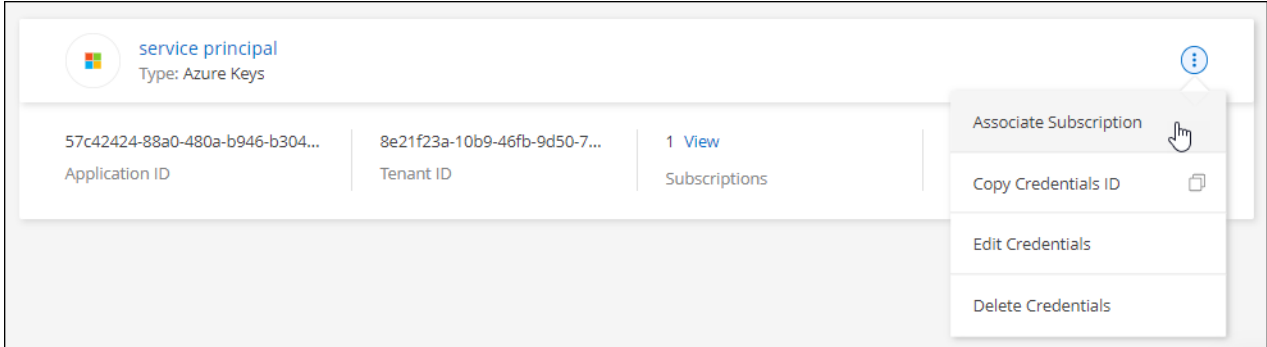 service principal
Type: Azure Keys
Associate Subscription
57c42424-88a0-480a-b946-b304...
8e21f23a-10b9-46fb-9d50-7...
1 View
Application ID
Tenant ID
Subscriptions
Copy Credentials ID
Edit Credentials
Delete Credentials